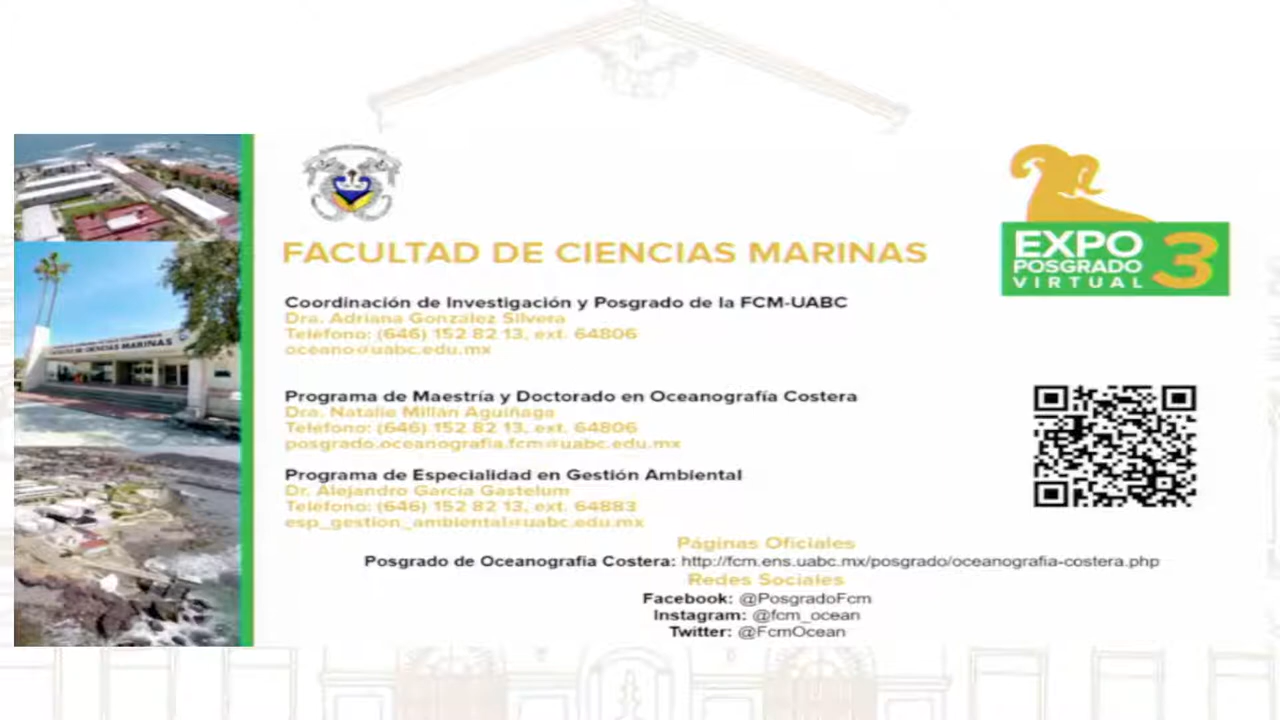 FACULTAD DE CIENCIAS MARINAS
EXPO
POSGRADO
VIRTUAL
3
Coordinación de Investigación y Posgrado de la FCM-UABC
Dra. Adriana González Silvera
Teléfono: (646) 152 82 13, ext. 64806
oceano@uabc.edu.mx
Programa de Maestría y Doctorado en Oceanografía Costera
Dra. Natalie Millán Aguiñaga
Teléfono: (646) 152 82 13, ext. 64806
posgrado.oceanografia.fcm@uabc.edu.mx
Programa de Especialidad en Gestión Ambiental
Dr. Alejandro García Gastelum
Teléfono: (646) 152 82 13, ext. 64883
esp_gestion_ambiental@uabc.edu.mx
Páginas Oficiales
Posgrado de Oceanografía Costera: http://fcm.ens.uabc.mx/posgrado/oceanografia-costera.php
Redes Sociales
Facebook: @PosgradoFcm
Instagram: @fcm_ocean
Twitter: @FcmOcean
CIENCIAS MARINAS